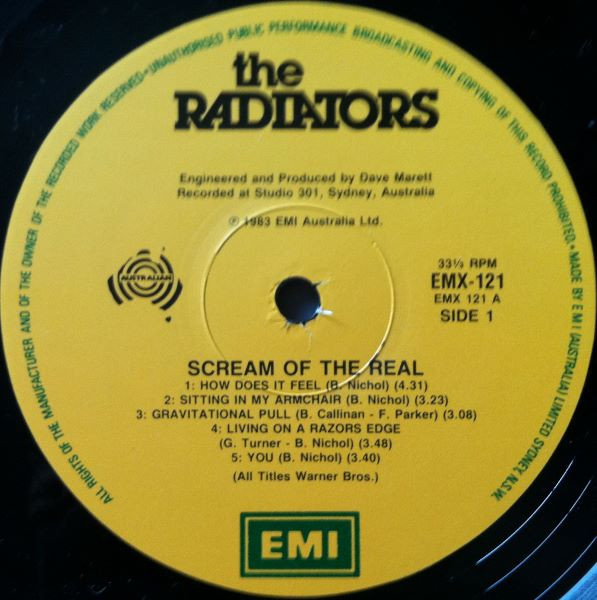 ALL RIGHTS OF THE MANUFACTURER AND OF THE OWNER OF THE RECORDED WORK RESERVED • UNAUTHORISED PUBLIC PERFORMANCE BROADCASTING AND COPYING OF THIS RECORD PROHIBITED. • MADE BY EMI (AUSTRALIA) LIMITED SYDNEY, N.S.W.
the
RADIATORS
Engineered and Produced by Dave Marett
Recorded at Studio 301, Sydney, Australia
℗ 1983 EMI Australia Ltd.
AUSTRALIAN
33⅓ RPM
EMX-121
EMX 121 A
SIDE 1
SCREAM OF THE REAL
1: HOW DOES IT FEEL (B. Nichol) (4.31)
2: SITTING IN MY ARMCHAIR (B. Nichol) (3.23)
3: GRAVITATIONAL PULL (B. Callinan - F. Parker) (3.08)
4: LIVING ON A RAZORS EDGE
(G. Turner - B. Nichol) (3.48)
5: YOU (B. Nichol) (3.40)
(All Titles Warner Bros.)
EMI